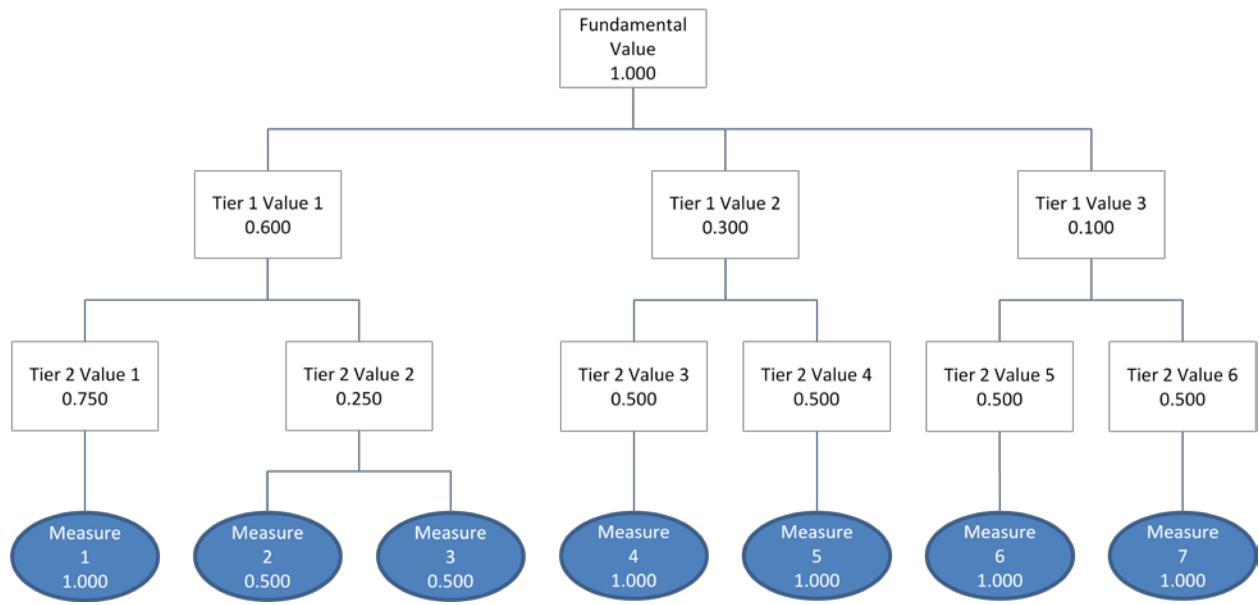 Fundamental
Value
1.000
Tier 1 Value 1
0.600
Tier 1 Value 2
0.300
Tier 1 Value 3
0.100
Tier 2 Value 1
0.750
Tier 2 Value 2
0.250
Tier 2 Value 3
0.500
Tier 2 Value 4
0.500
Tier 2 Value 5
0.500
Tier 2 Value 6
0.500
Measure
1
1.000
Measure
2
0.500
Measure
3
0.500
Measure
4
1.000
Measure
5
1.000
Measure
6
1.000
Measure
7
1.000